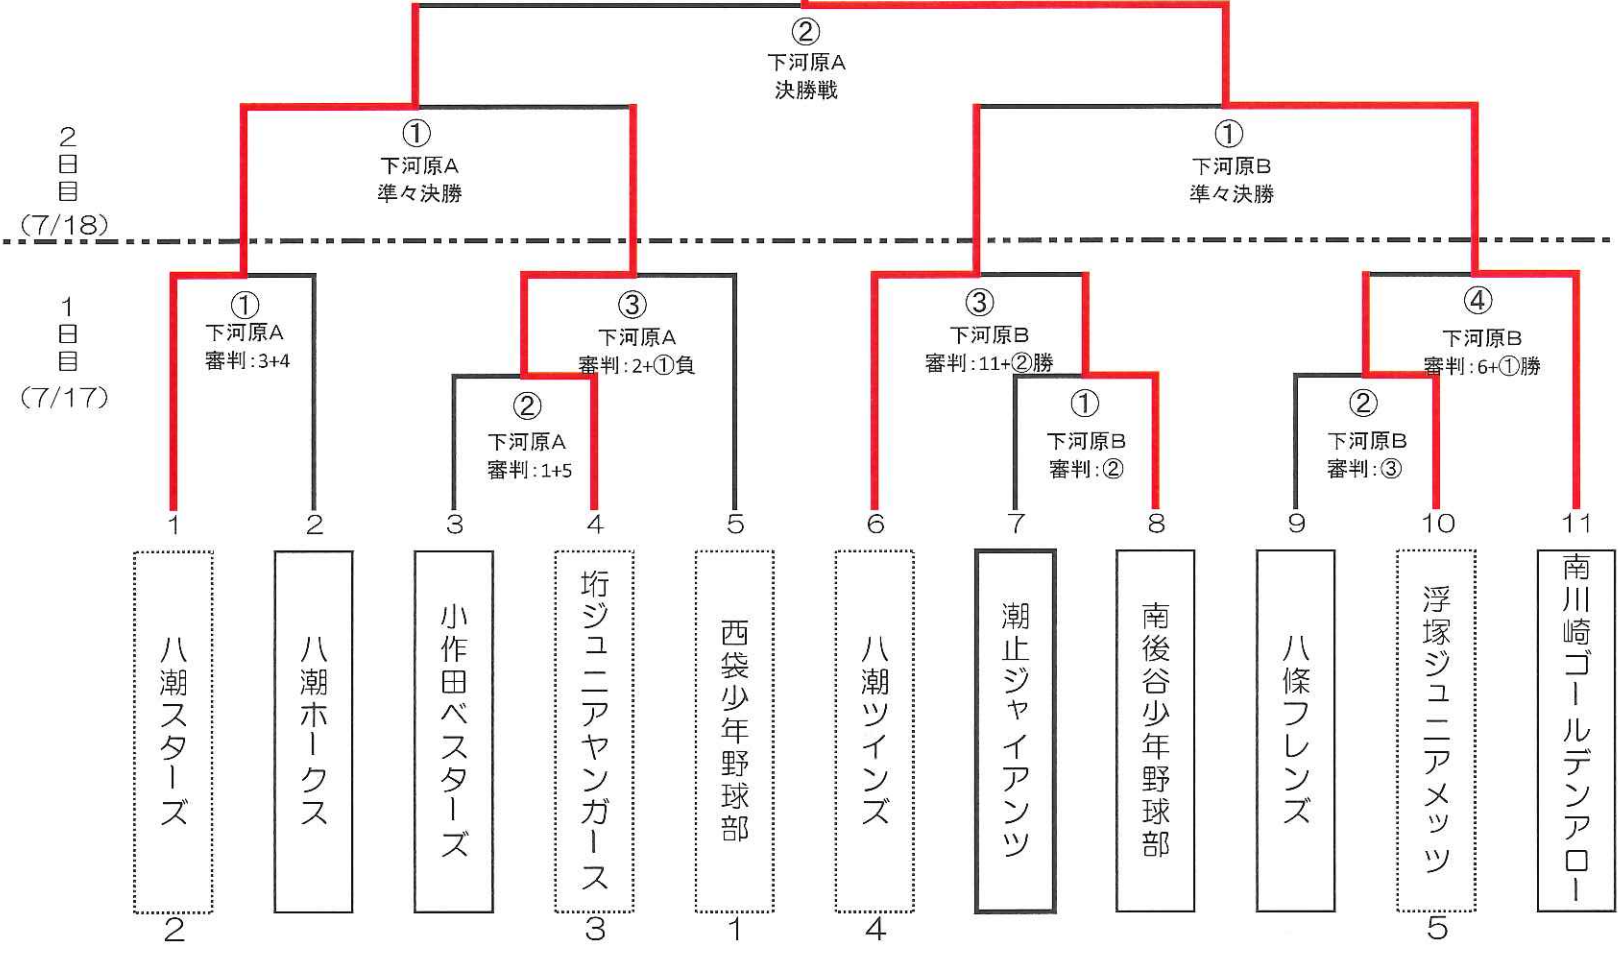 ②
下河原A
決勝戦
2日目
(7/18)
①
下河原A
準々決勝
①
下河原B
準々決勝
1日目
(7/17)
①
下河原A
審判:3+4
③
下河原A
審判:2+①負
③
下河原B
審判:11+②勝
④
下河原B
審判:6+①勝
②
下河原A
審判:1+5
①
下河原B
審判:②
②
下河原B
審判:③
1 2 3 4 5 6 7 8 9 10 11
八潮スターズ
八潮ホークス
小作田ベスターズ
垳ジュニアヤンガース
西袋少年野球部
八潮ツインズ
潮止ジャイアンツ
南後谷少年野球部
八條フレンズ
浮塚ジュニアメッツ
南川崎ゴールデンアロー
2 3 1 4 5